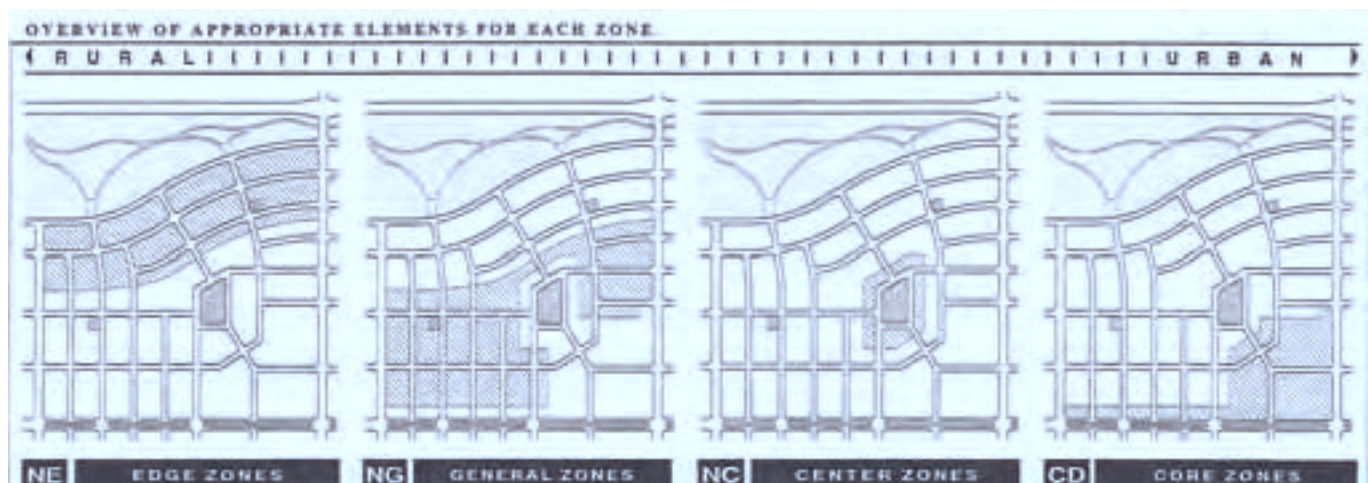 OVERVIEW OF APPROPRIATE ELEMENTS FOR EACH ZONE
RURAL URBAN
NE EDGE ZONES NG GENERAL ZONES NC CENTER ZONES CD CORE ZONES